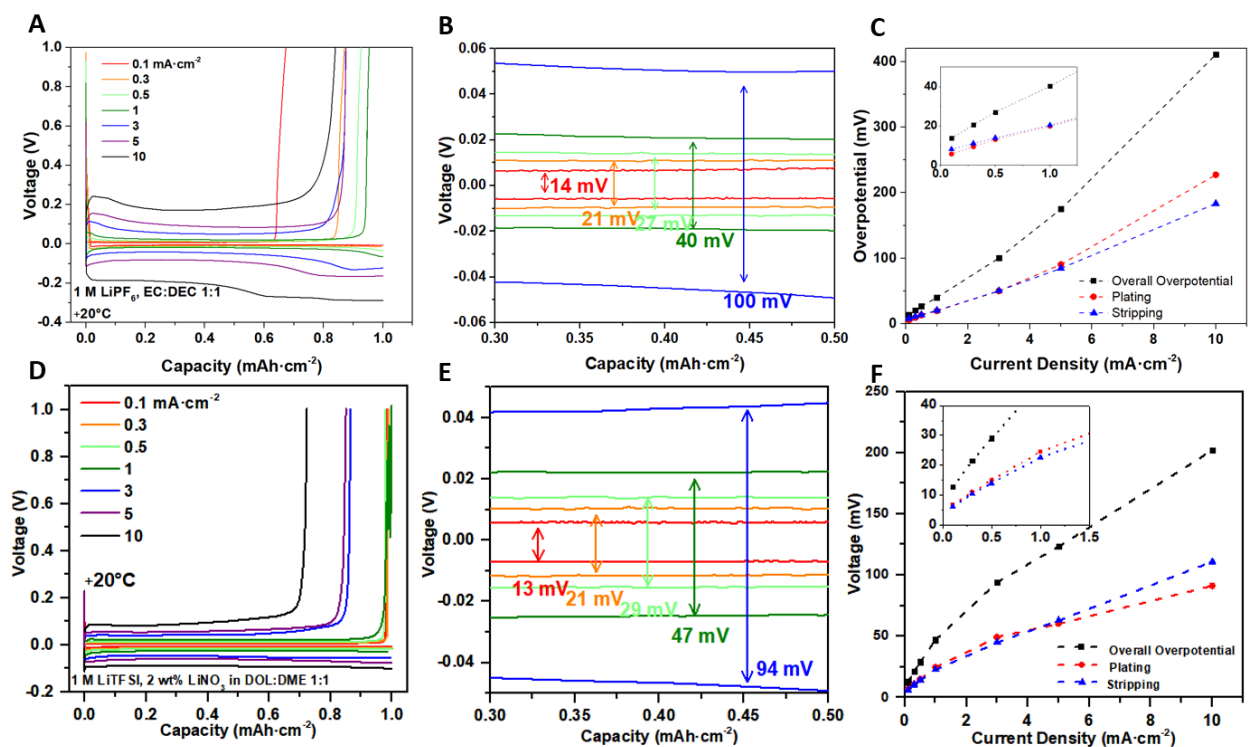 A
1.0
0.8
0.6
0.4
0.2
0.0
-0.2
-0.4
Voltage (V)
0.1 mA·cm-2
0.3
0.5
1
3
5
10
1 M LiPF6, EC:DEC 1:1
+20°C
0.0 0.2 0.4 0.6 0.8 1.0
Capacity (mAh·cm-2)
B
0.06
0.04
0.02
0.00
-0.02
-0.04
-0.06
Voltage (V)
14 mV
21 mV
27 mV
40 mV
100 mV
0.30 0.35 0.40 0.45 0.50
Capacity (mAh·cm-2)
C
400
300
200
100
0
Overpotential (mV)
40
20
0
0.0 0.5 1.0
Overall Overpotential
Plating
Stripping
0 2 4 6 8 10
Current Density (mA·cm-2)
D
1.0
0.8
0.6
0.4
0.2
0.0
-0.2
Voltage (V)
0.1 mA·cm-2
0.3
0.5
1
3
5
10
+20°C
1 M LiTFSI, 2 wt% LiNO3 in DOL:DME 1:1
0.0 0.2 0.4 0.6 0.8 1.0
Capacity (mAh·cm-2)
E
0.04
0.02
0.00
-0.02
-0.04
Voltage (V)
13 mV
21 mV
29 mV
47 mV
94 mV
0.30 0.35 0.40 0.45 0.50
Capacity (mAh·cm-2)
F
250
200
150
100
50
0
Voltage (mV)
40
30
20
10
0
0.0 0.5 1.0 1.5
Overall Overpotential
Plating
Stripping
0 2 4 6 8 10
Current Density (mA·cm-2)